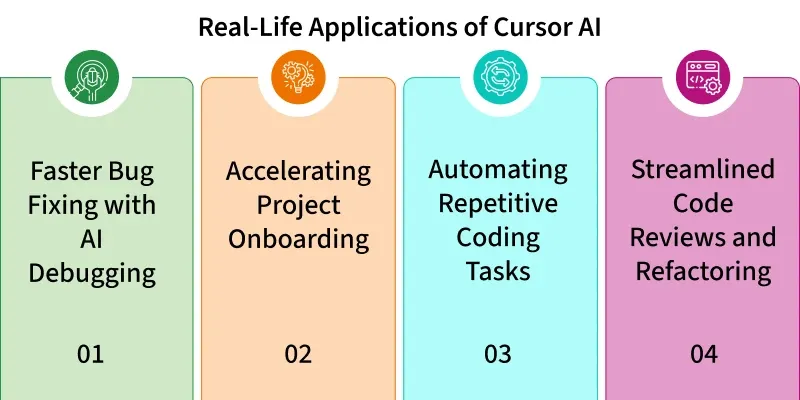 Real-Life Applications of Cursor AI
Faster Bug
Fixing with
AI
Debugging
01
Accelerating
Project
Onboarding
02
Automating
Repetitive
Coding
Tasks
03
Streamlined
Code
Reviews and
Refactoring
04